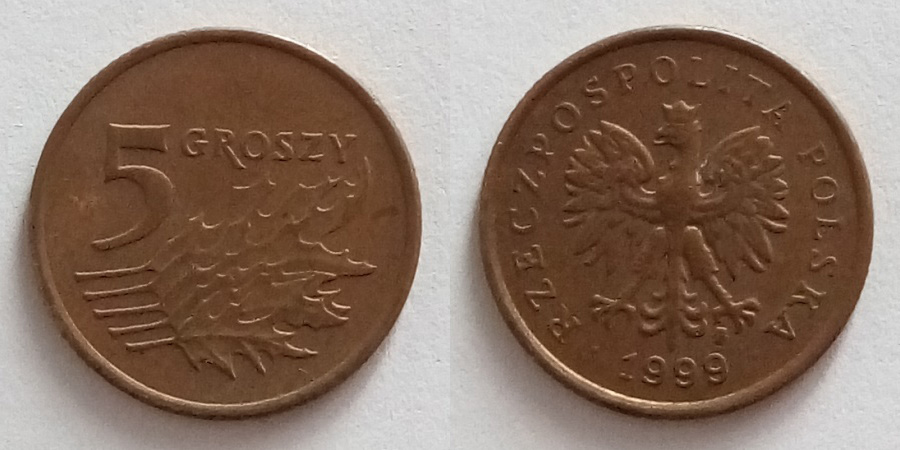 5 GROSZY
RZECZPOSPOLITA POLSKA
1999